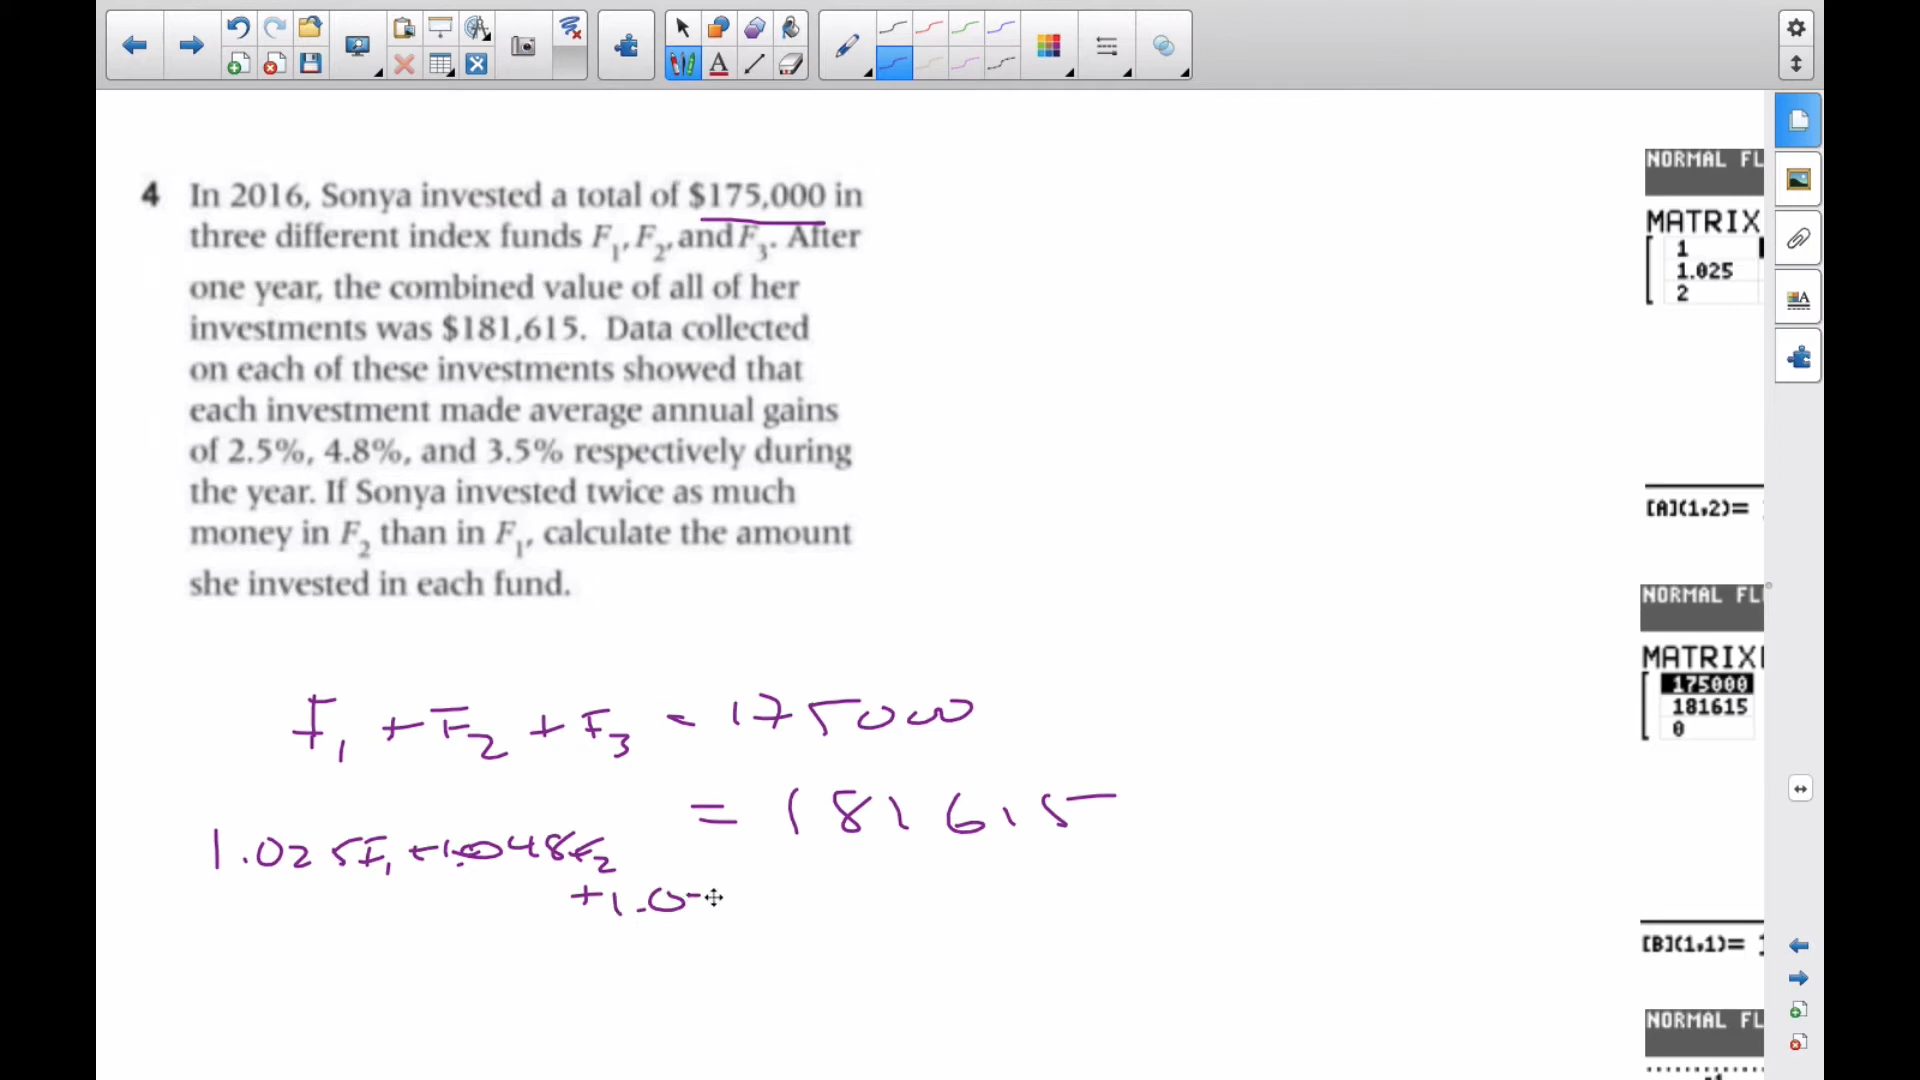 4 In 2016, Sonya invested a total of $175,000 in
three different index funds F₁, F₂, and F₃. After
one year, the combined value of all of her
investments was $181,615. Data collected
on each of these investments showed that
each investment made average annual gains
of 2.5%, 4.8%, and 3.5% respectively during
the year. If Sonya invested twice as much
money in F₂ than in F₁, calculate the amount
she invested in each fund.
F₁ + F₂ + F₃ = 175000
= 181615
1.025F₁ + 1.048F₂
+1.0
NORMAL FL
MATRIX
1
1.025
2
[A](1,2)=
NORMAL FL
MATRIX
175000
181615
0
[B](1,1)=
NORMAL FL